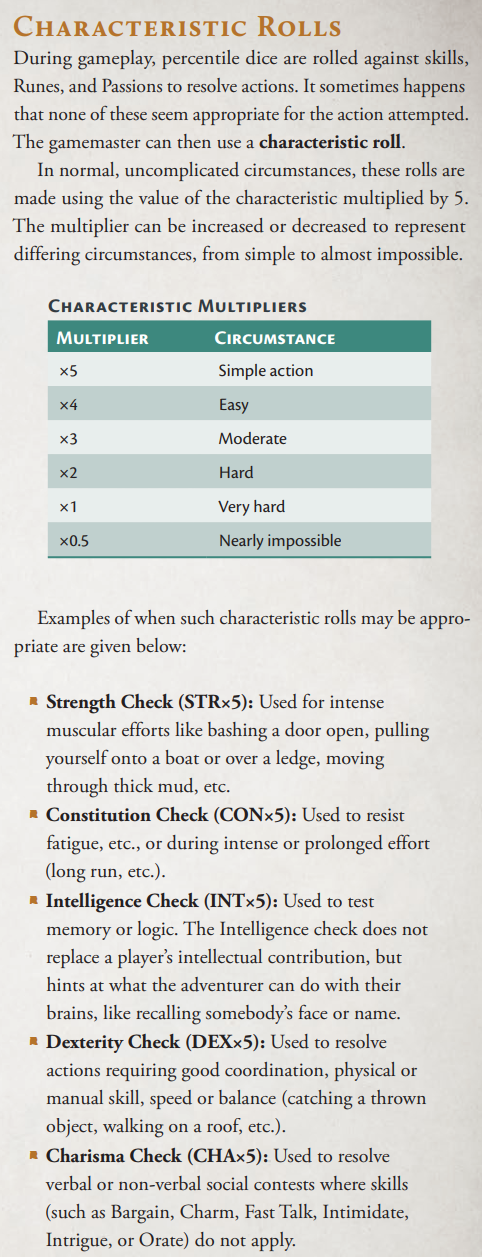 Characteristic Rolls
During gameplay, percentile dice are rolled against skills,
Runes, and Passions to resolve actions. It sometimes happens
that none of these seem appropriate for the action attempted.
The gamemaster can then use a characteristic roll.
In normal, uncomplicated circumstances, these rolls are
made using the value of the characteristic multiplied by 5.
The multiplier can be increased or decreased to represent
differing circumstances, from simple to almost impossible.
Characteristic Multipliers
Multiplier Circumstance
×5 Simple action
×4 Easy
×3 Moderate
×2 Hard
×1 Very hard
×0.5 Nearly impossible
Examples of when such characteristic rolls may be appro-
priate are given below:
Strength Check (STR×5): Used for intense
muscular efforts like bashing a door open, pulling
yourself onto a boat or over a ledge, moving
through thick mud, etc.
Constitution Check (CON×5): Used to resist
fatigue, etc., or during intense or prolonged effort
(long run, etc.).
Intelligence Check (INT×5): Used to test
memory or logic. The Intelligence check does not
replace a player's intellectual contribution, but
hints at what the adventurer can do with their
brains, like recalling somebody's face or name.
Dexterity Check (DEX×5): Used to resolve
actions requiring good coordination, physical or
manual skill, speed or balance (catching a thrown
object, walking on a roof, etc.).
Charisma Check (CHA×5): Used to resolve
verbal or non-verbal social contests where skills
(such as Bargain, Charm, Fast Talk, Intimidate,
Intrigue, or Orate) do not apply.